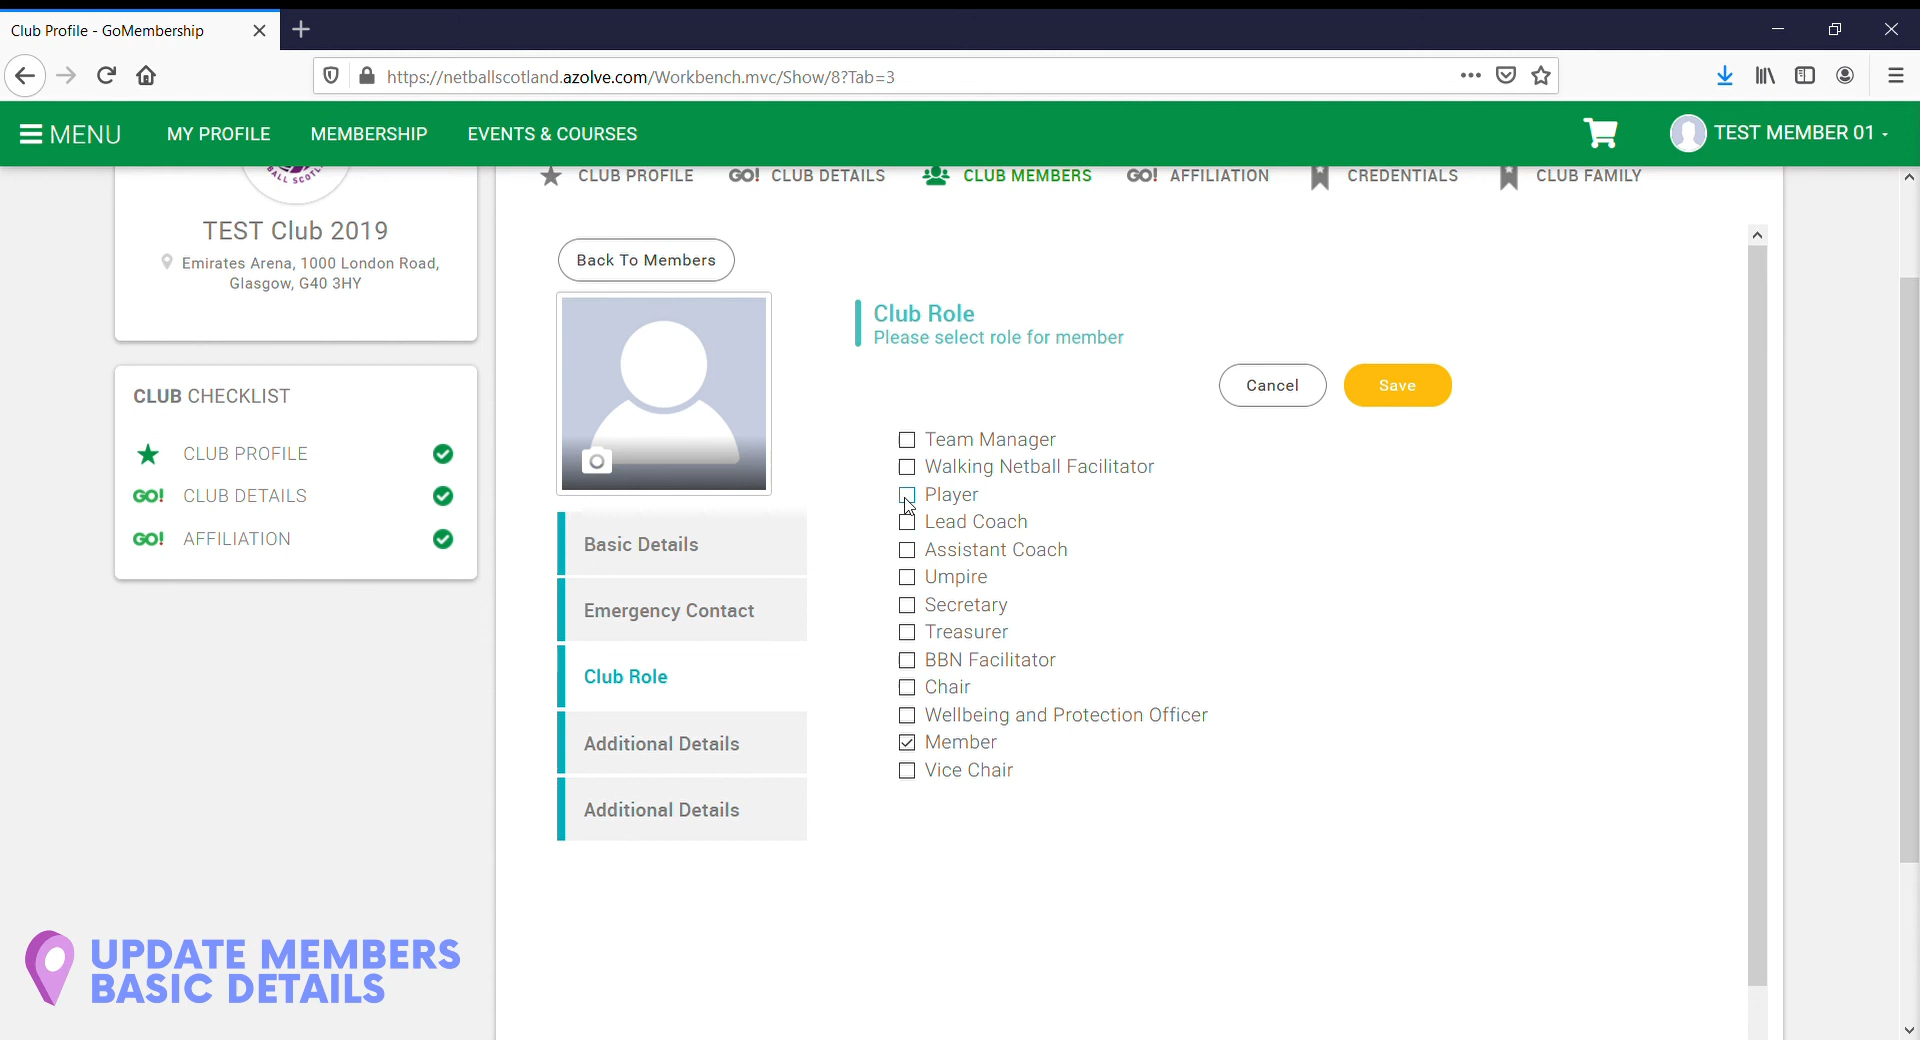 Club Profile - GoMembership
https://netballscotland.azolve.com/Workbench.mvc/Show/8?Tab=3
MENU
MY PROFILE
MEMBERSHIP
EVENTS & COURSES
TEST MEMBER 01
BALL SCOTL
TEST Club 2019
Emirates Arena, 1000 London Road,
Glasgow, G40 3HY
CLUB CHECKLIST
CLUB PROFILE
GO! CLUB DETAILS
GO! AFFILIATION
CLUB PROFILE
GO! CLUB DETAILS
CLUB MEMBERS
GO! AFFILIATION
CREDENTIALS
CLUB FAMILY
Back To Members
Basic Details
Emergency Contact
Club Role
Additional Details
Additional Details
Club Role
Please select role for member
Cancel
Save
Team Manager
Walking Netball Facilitator
Player
Lead Coach
Assistant Coach
Umpire
Secretary
Treasurer
BBN Facilitator
Chair
Wellbeing and Protection Officer
Member
Vice Chair
UPDATE MEMBERS
BASIC DETAILS